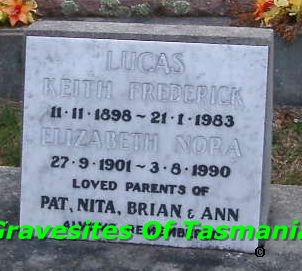 LUCAS
KEITH FREDERICK
11·11·1898 ~ 21·1·1983
ELIZABETH NORA
27·9·1901 ~ 3·8·1990
LOVED PARENTS OF
PAT, NITA, BRIAN & ANN
Gravesites Of Tasmania
©